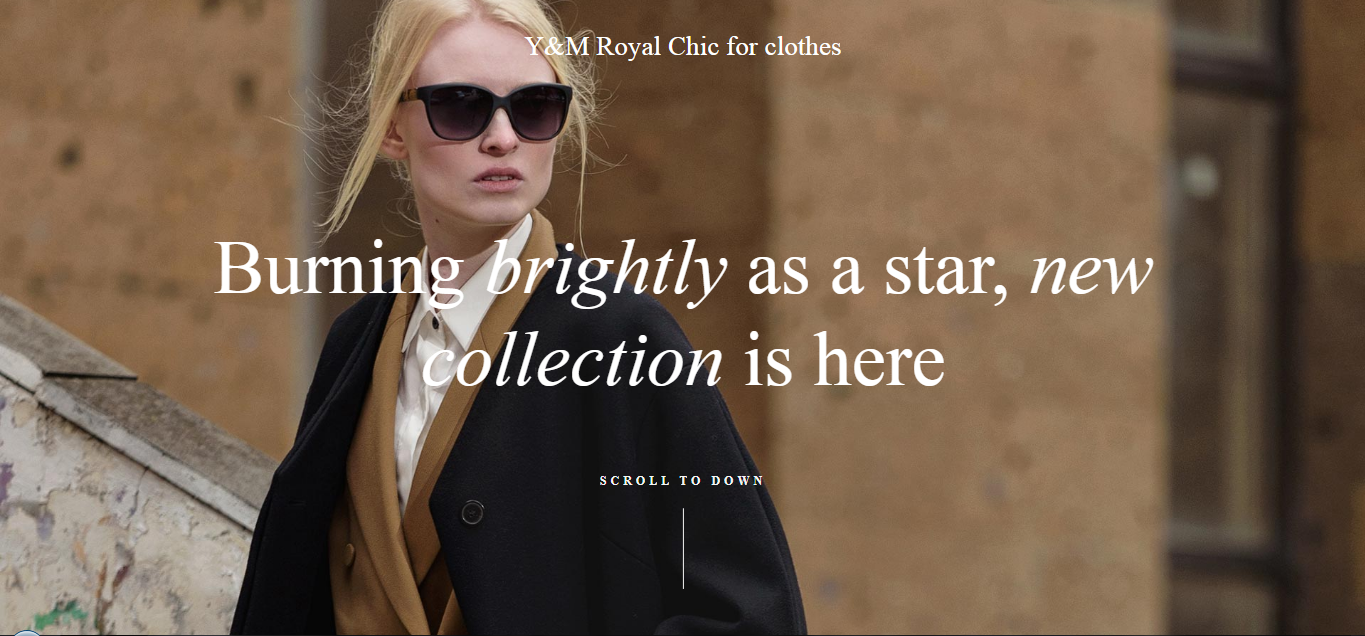 Y&M Royal Chic for clothes
Burning brightly as a star, new
collection is here
SCROLL TO DOWN